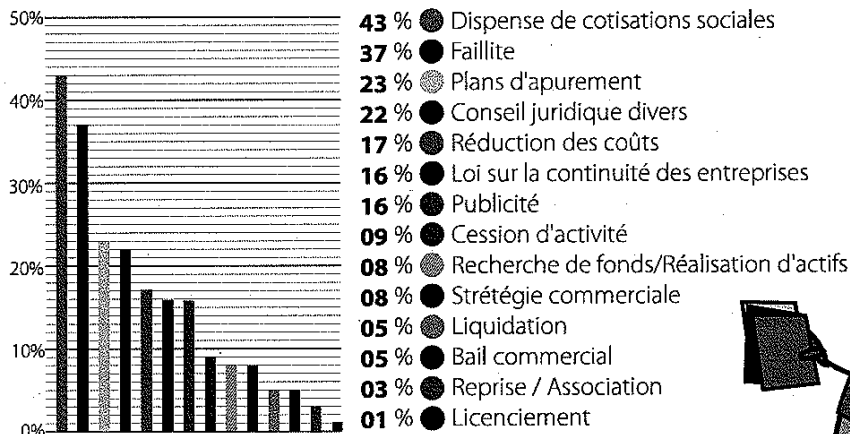 50%
40%
30%
20%
10%
0%
43 % Dispense de cotisations sociales
37 % Faillite
23 % Plans d'apurement
22 % Conseil juridique divers
17 % Réduction des coûts
16 % Loi sur la continuité des entreprises
16 % Publicité
09 % Cession d'activité
08 % Recherche de fonds/Réalisation d'actifs
08 % Strétégie commerciale
05 % Liquidation
05 % Bail commercial
03 % Reprise / Association
01 % Licenciement